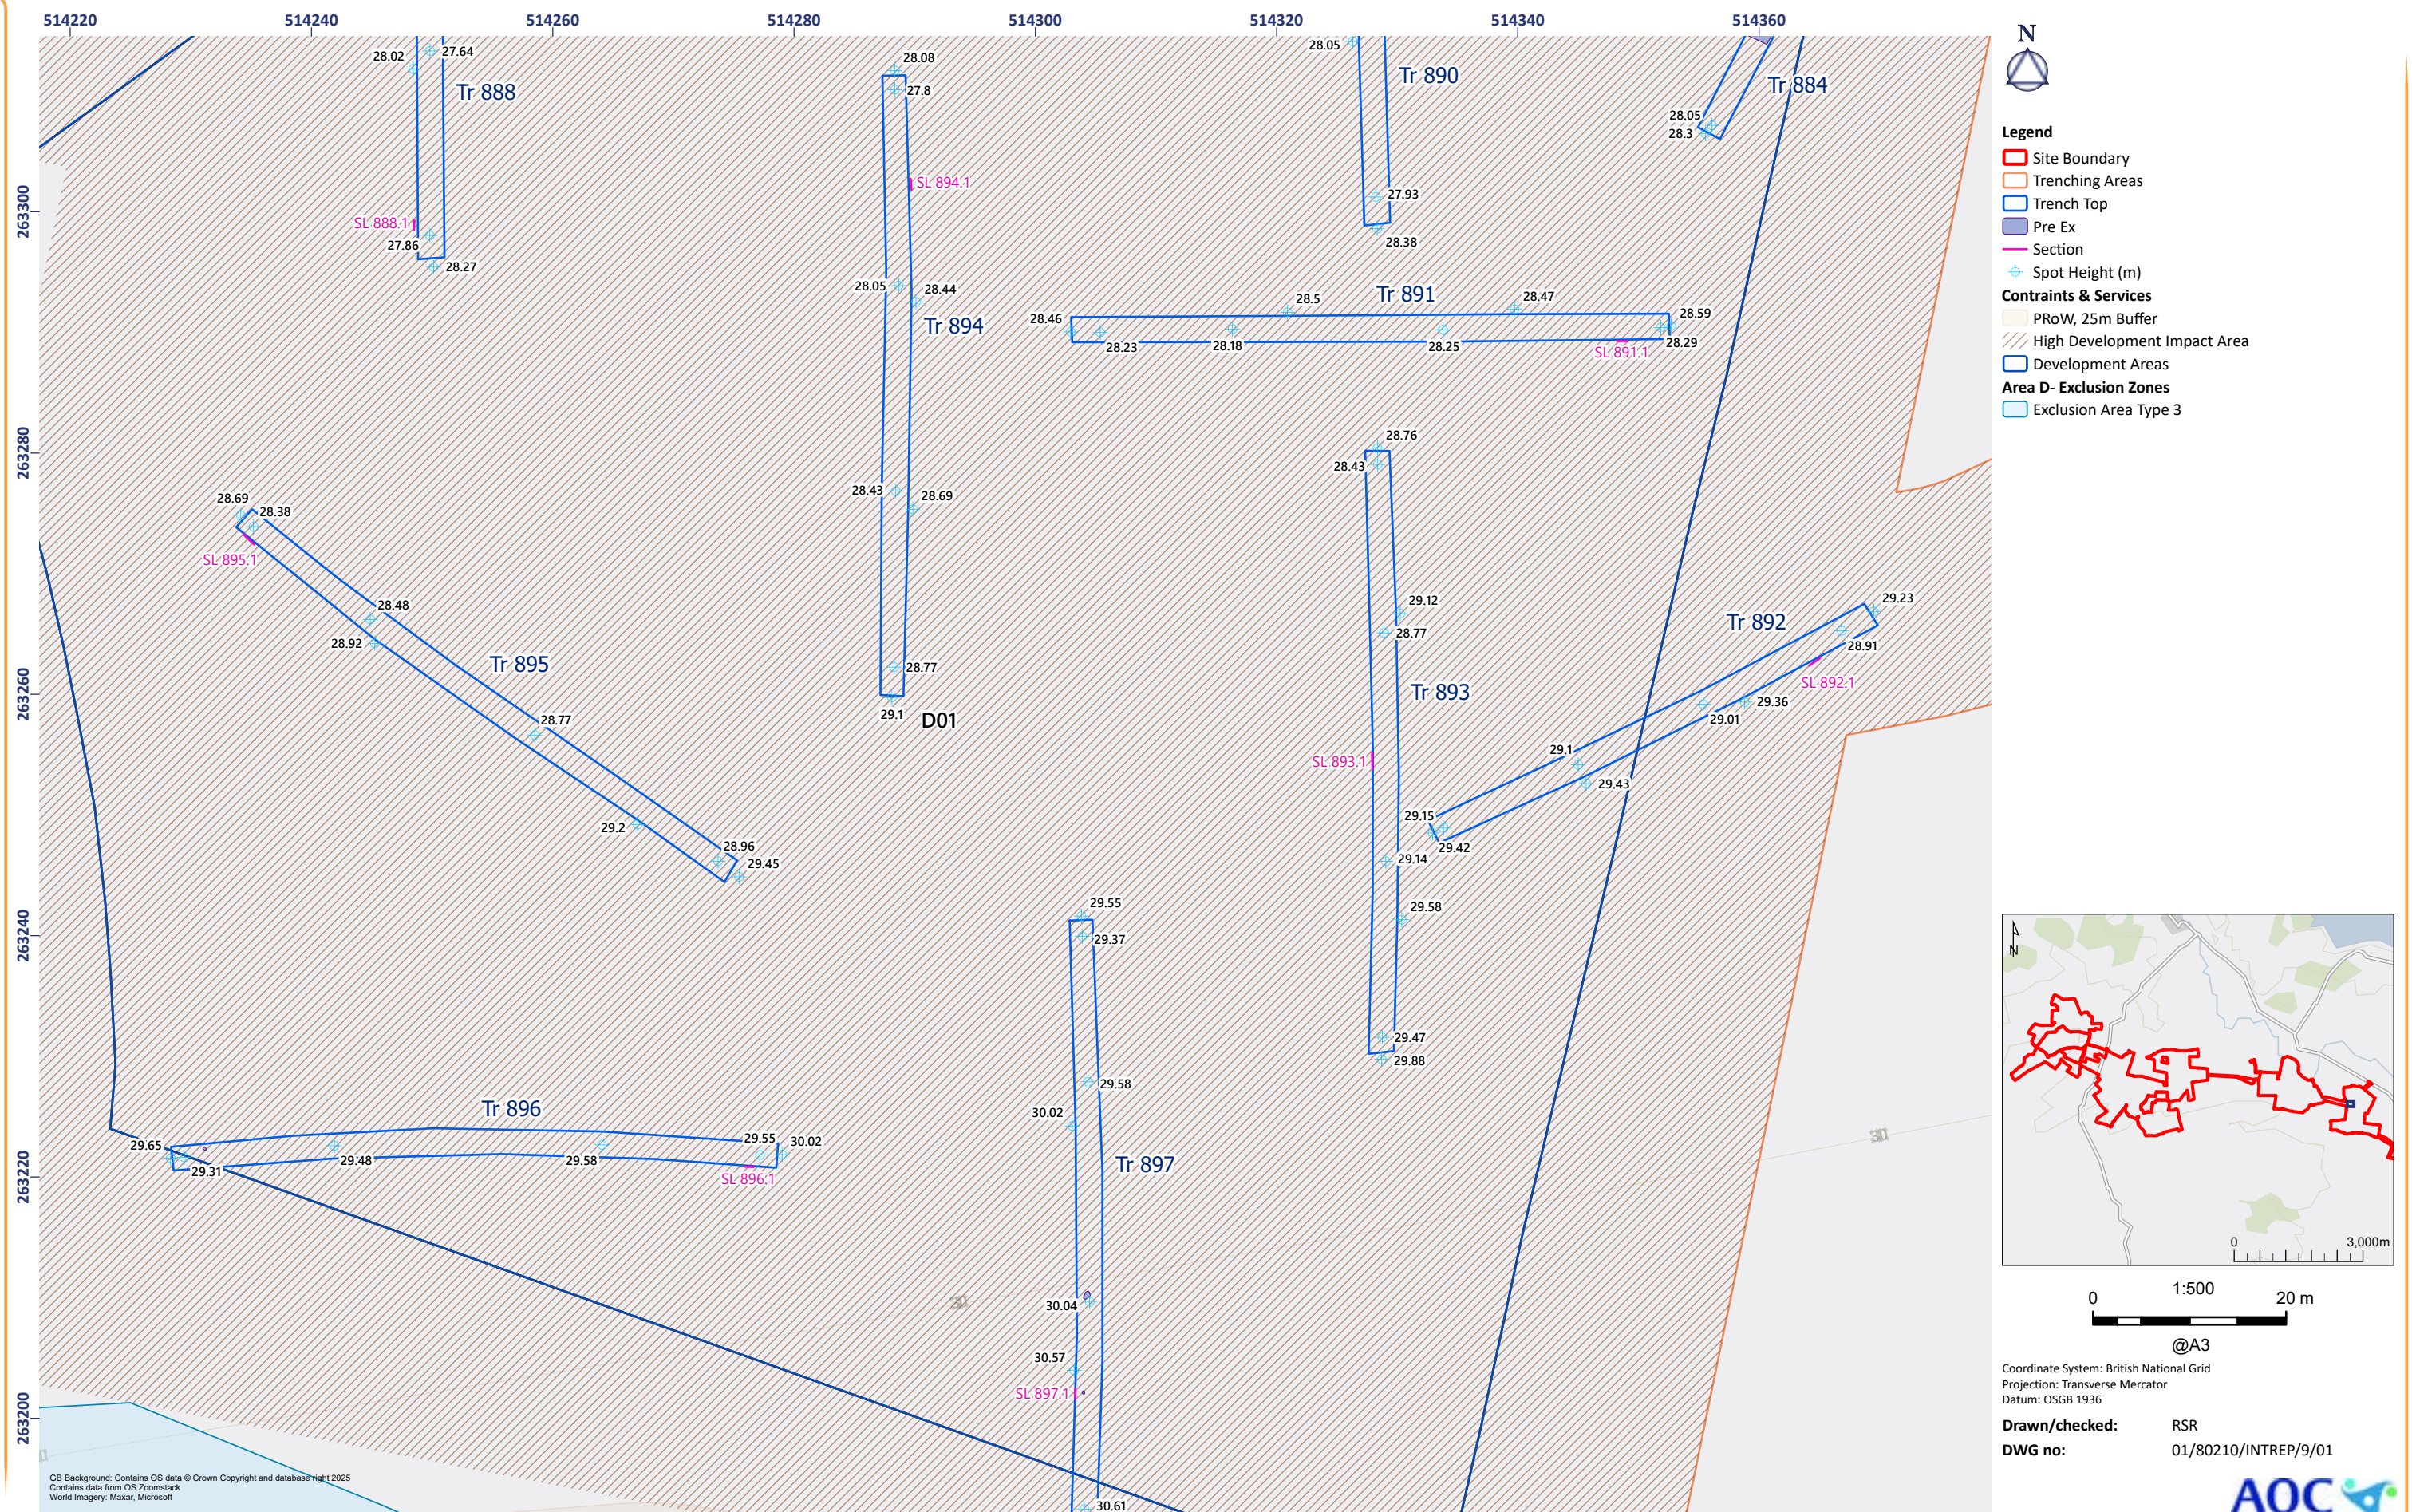 514220 514240 514260 514280 514300 514320 514340 514360
263300
263280
263260
263240
263220
263200
28.02
27.64
Tr 888
SL 888.1
27.86
28.27
28.08
27.8
SL 894.1
28.05
28.44
Tr 894
28.43
28.69
28.77
29.1
D01
28.05
Tr 890
27.93
28.38
Tr 884
28.05
28.3
28.46
28.5
Tr 891
28.47
28.59
28.23
28.18
28.25
28.29
SL 891.1
28.76
28.43
29.12
28.77
Tr 893
SL 893.1
29.14
29.58
29.47
29.88
Tr 892
29.23
28.91
SL 892.1
29.36
29.01
29.1
29.43
29.15
29.42
28.69
28.38
SL 895.1
28.48
28.92
Tr 895
28.77
29.2
28.96
29.45
Tr 896
29.65
29.31
29.48
29.58
29.55
30.02
SL 896.1
29.55
29.37
29.58
30.02
Tr 897
30.04
30.57
SL 897.1
30.61
30
30
GB Background: Contains OS data © Crown Copyright and database right 2025
Contains data from OS Zoomstack
World Imagery: Maxar, Microsoft
N
Legend
Site Boundary
Trenching Areas
Trench Top
Pre Ex
Section
Spot Height (m)
Contraints & Services
PRoW, 25m Buffer
High Development Impact Area
Development Areas
Area D- Exclusion Zones
Exclusion Area Type 3
N
0 3,000m
1:500
0 20 m
@A3
Coordinate System: British National Grid
Projection: Transverse Mercator
Datum: OSGB 1936
Drawn/checked: RSR
DWG no: 01/80210/INTREP/9/01
AOC